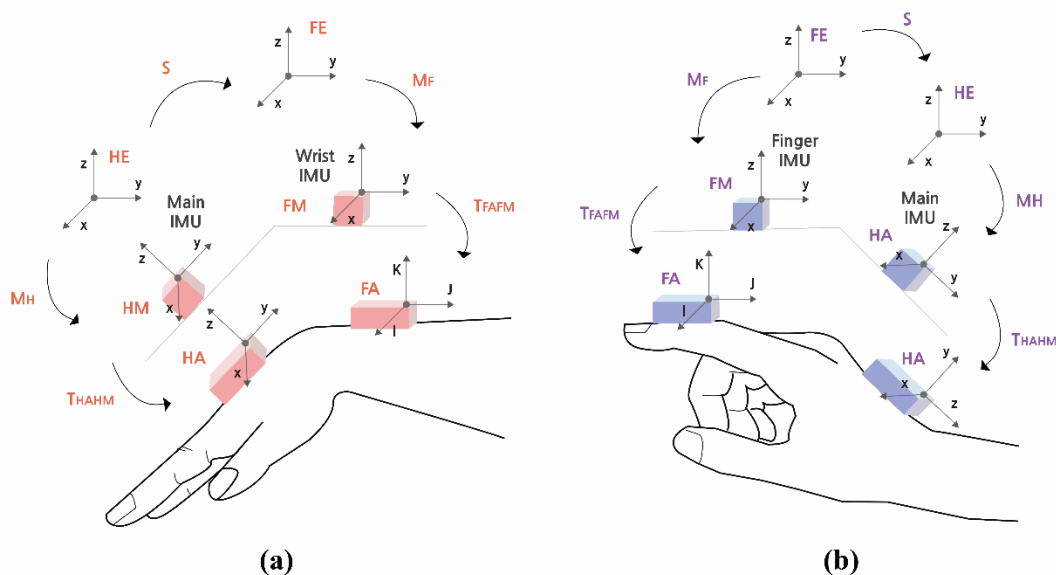 FE
z
y
x
S
MF
HE
z
y
x
Main
IMU
Wrist
IMU
z
y
x
FM
z
y
x
HM
MH
TFAFM
K
J
I
FA
z
y
x
HA
THAHM
(a)
S
FE
z
y
x
MF
HE
z
y
x
Finger
IMU
z
y
x
FM
Main
IMU
MH
HA
z
x
y
TFAFM
K
J
I
FA
THAHM
HA
y
x
z
(b)